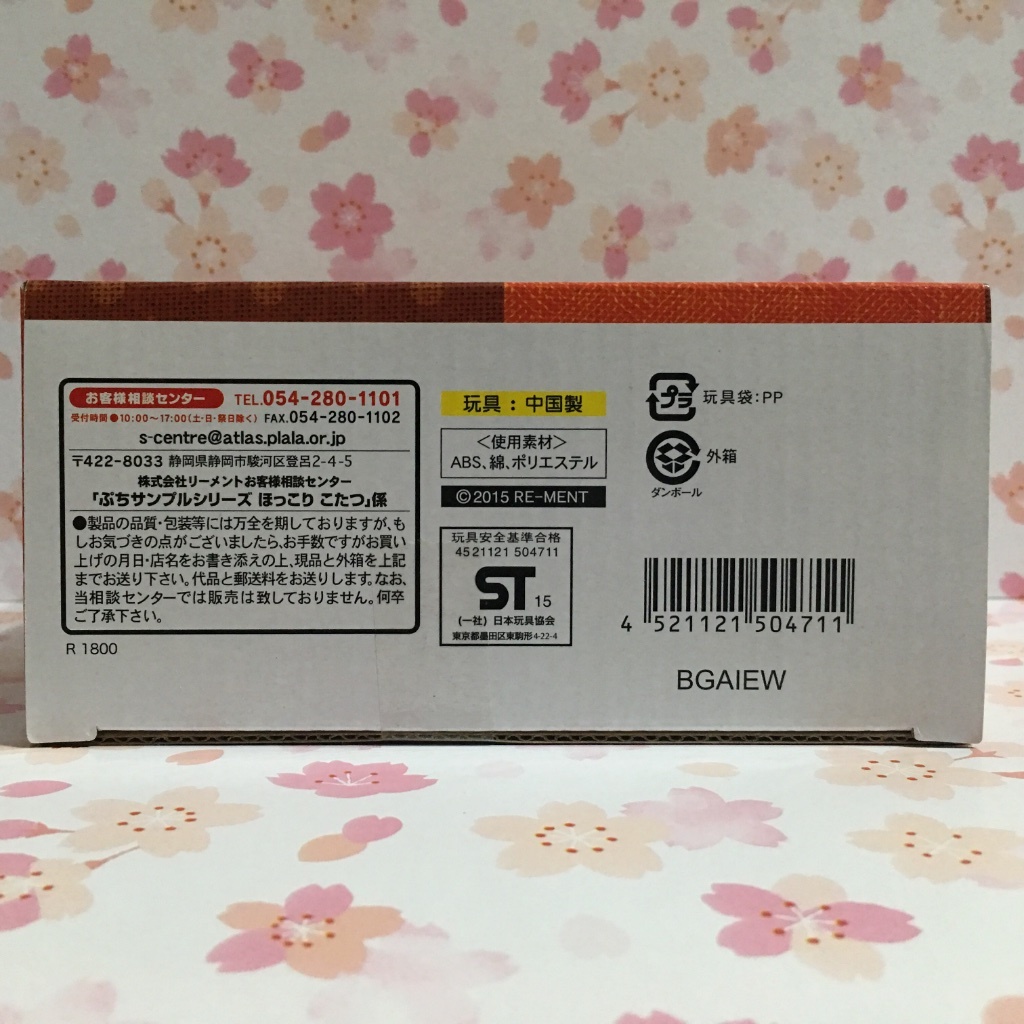 お客様相談センター TEL.054-280-1101
受付時間●10:00～17:00(土・日・祭日除く) FAX.054-280-1102
s-centre@atlas.plala.or.jp
〒422-8033 静岡県静岡市駿河区登呂2-4-5
株式会社リーメントお客様相談センター
「ぷちサンプルシリーズ ほっこり こたつ」係
●製品の品質・包装等には万全を期しておりますが、も
しお気づきの点がございましたら、お手数ですがお買い
上げの月日・店名をお書き添えの上、現品と外箱を上記
までお送り下さい。代品と郵送料をお送りします。なお、
当相談センターでは販売は致しておりません。何卒
ご了承下さい。
R 1800
玩具：中国製
＜使用素材＞
ABS、綿、ポリエステル
©2015 RE-MENT
玩具安全基準合格
4521121 504711
ST 15
(一社) 日本玩具協会
東京都墨田区東駒形4-22-4
プラ 玩具袋:PP
外箱
ダンボール
4 521121 504711
BGAIEW